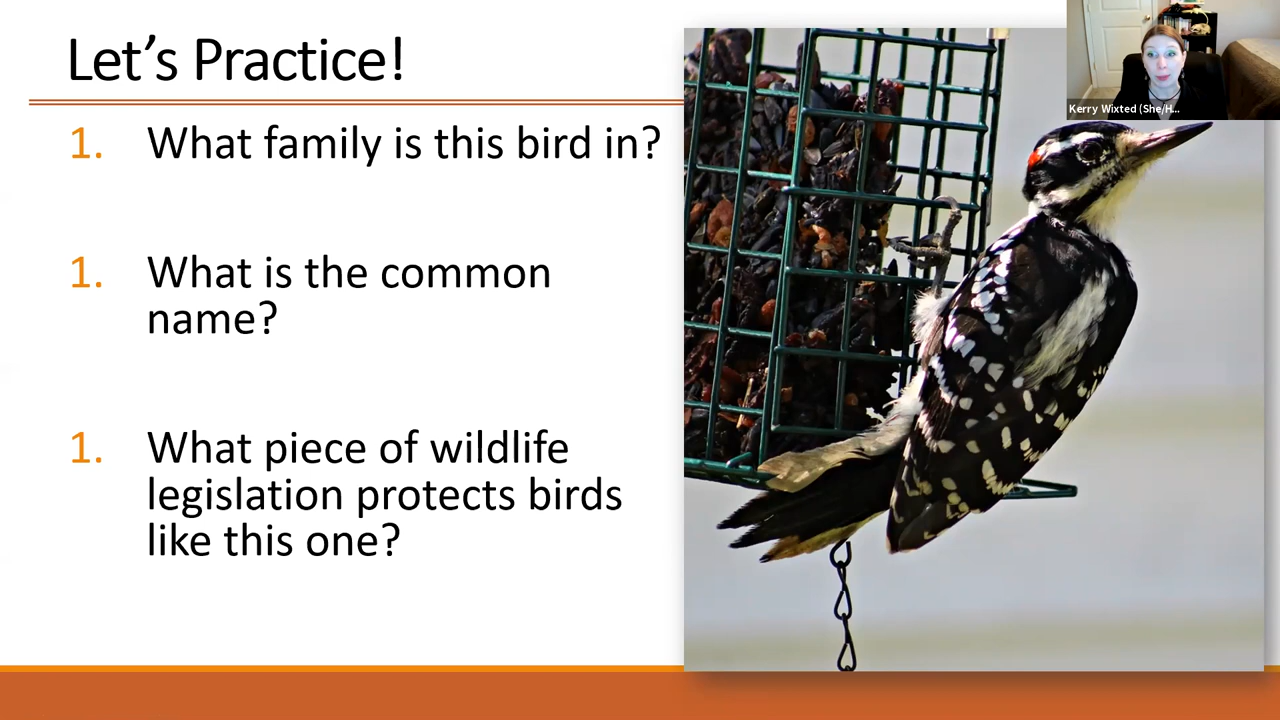 Let’s Practice!
1. What family is this bird in?
1. What is the common
name?
1. What piece of wildlife
legislation protects birds
like this one?
Kerry Wixted (She/H...